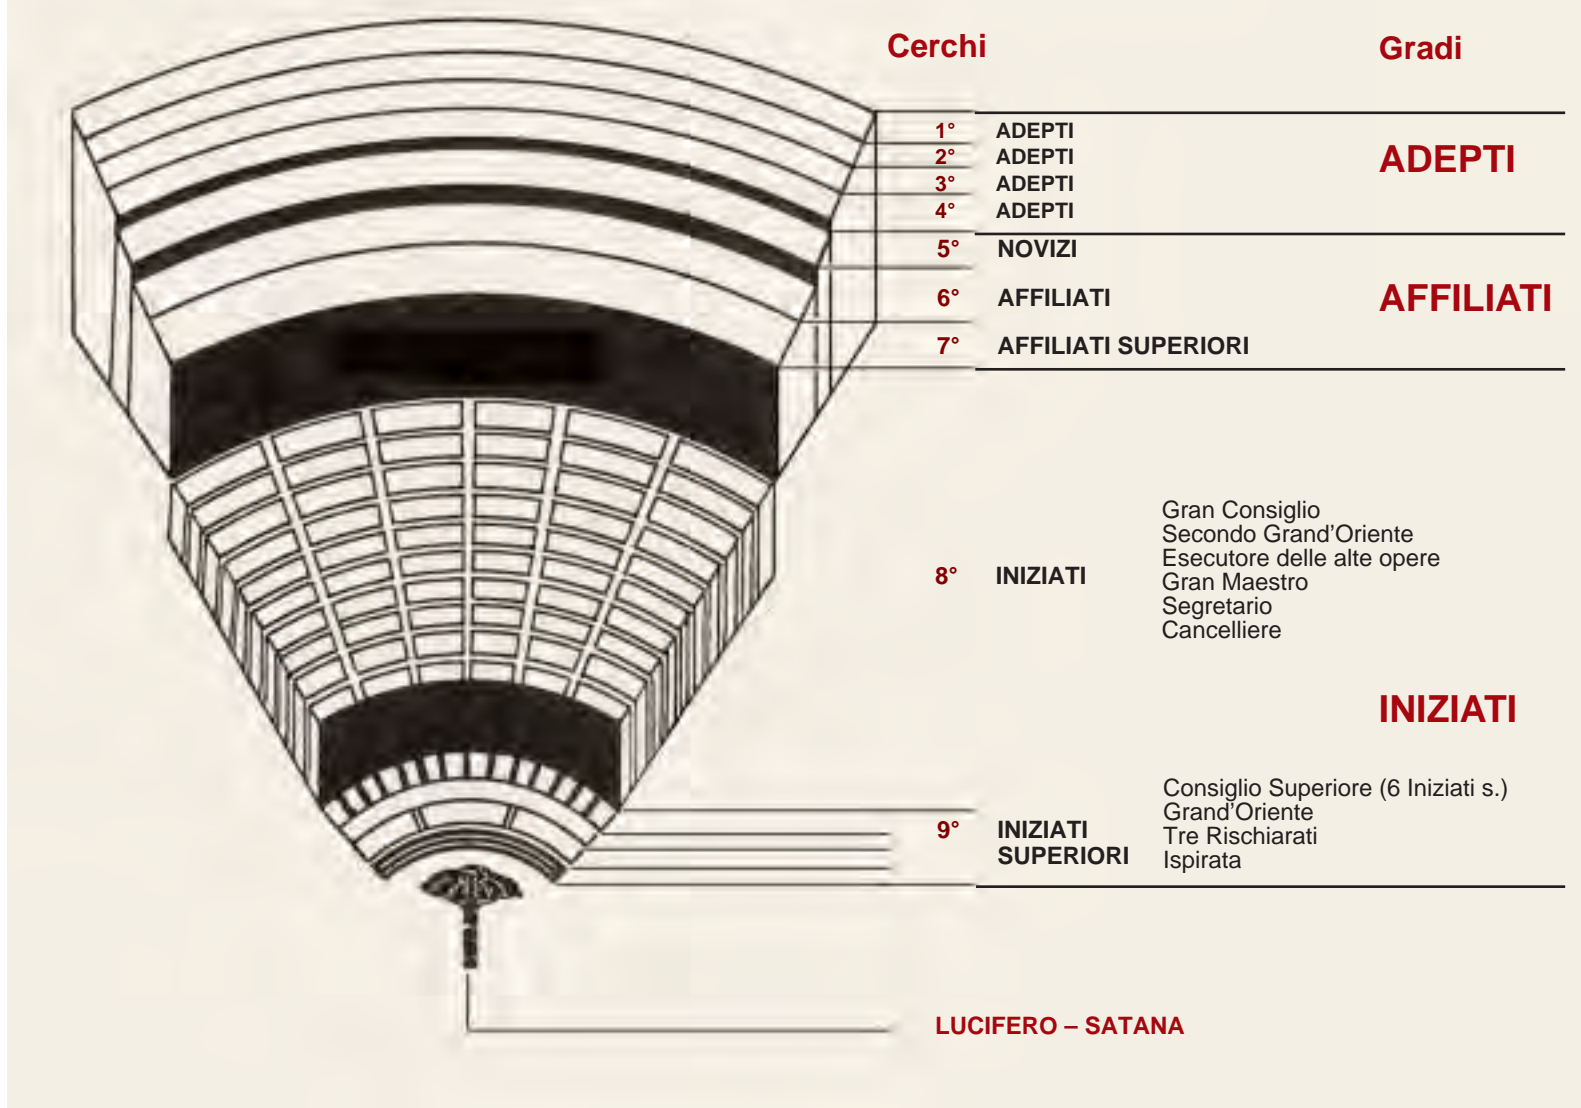 Cerchi Gradi
1° ADEPTI
2° ADEPTI
ADEPTI
3° ADEPTI
4° ADEPTI
5° NOVIZI
6° AFFILIATI
AFFILIATI
7° AFFILIATI SUPERIORI
Gran Consiglio
Secondo Grand’Oriente
Esecutore delle alte opere
8° INIZIATI
Gran Maestro
Segretario
Cancelliere
INIZIATI
Consiglio Superiore (6 Iniziati s.)
Grand’Oriente
9° INIZIATI
SUPERIORI
Tre Rischiarati
Ispirata
LUCIFERO – SATANA